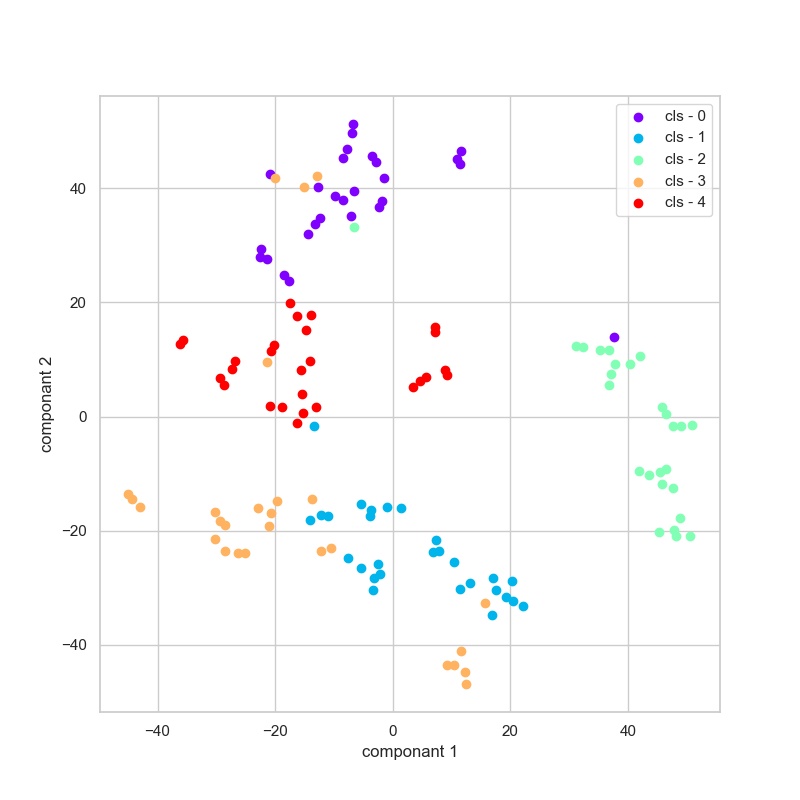 cls - 0
cls - 1
cls - 2
cls - 3
cls - 4
40
20
0
−20
−40
componant 2
−40 −20 0 20 40
componant 1